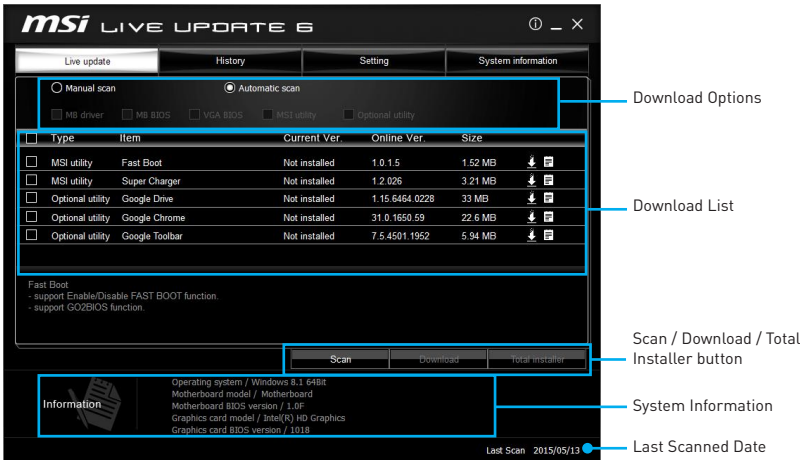 msi LIVE UPDATE 6
Live update History Setting System information
Manual scan Automatic scan
Download Options
MB driver MB BIOS VGA BIOS MSI utility Optional utility
Type Item Current Ver. Online Ver. Size
MSI utility Fast Boot Not installed 1.0.1.5 1.52 MB
MSI utility Super Charger Not installed 1.2.026 3.21 MB
Optional utility Google Drive Not installed 1.15.6464.0228 33 MB
Download List
Optional utility Google Chrome Not installed 31.0.1650.59 22.6 MB
Optional utility Google Toolbar Not installed 7.5.4501.1952 5.94 MB
Fast Boot
- support Enable/Disable FAST BOOT function.
- support GO2BIOS function.
Scan Download Total installer
Scan / Download / Total
Installer button
Information
Operating system / Windows 8.1 64Bit
Motherboard model / Motherboard
Motherboard BIOS version / 1.0F
Graphics card model / Intel(R) HD Graphics
Graphics card BIOS version / 1018
System Information
Last Scan 2015/05/13
Last Scanned Date